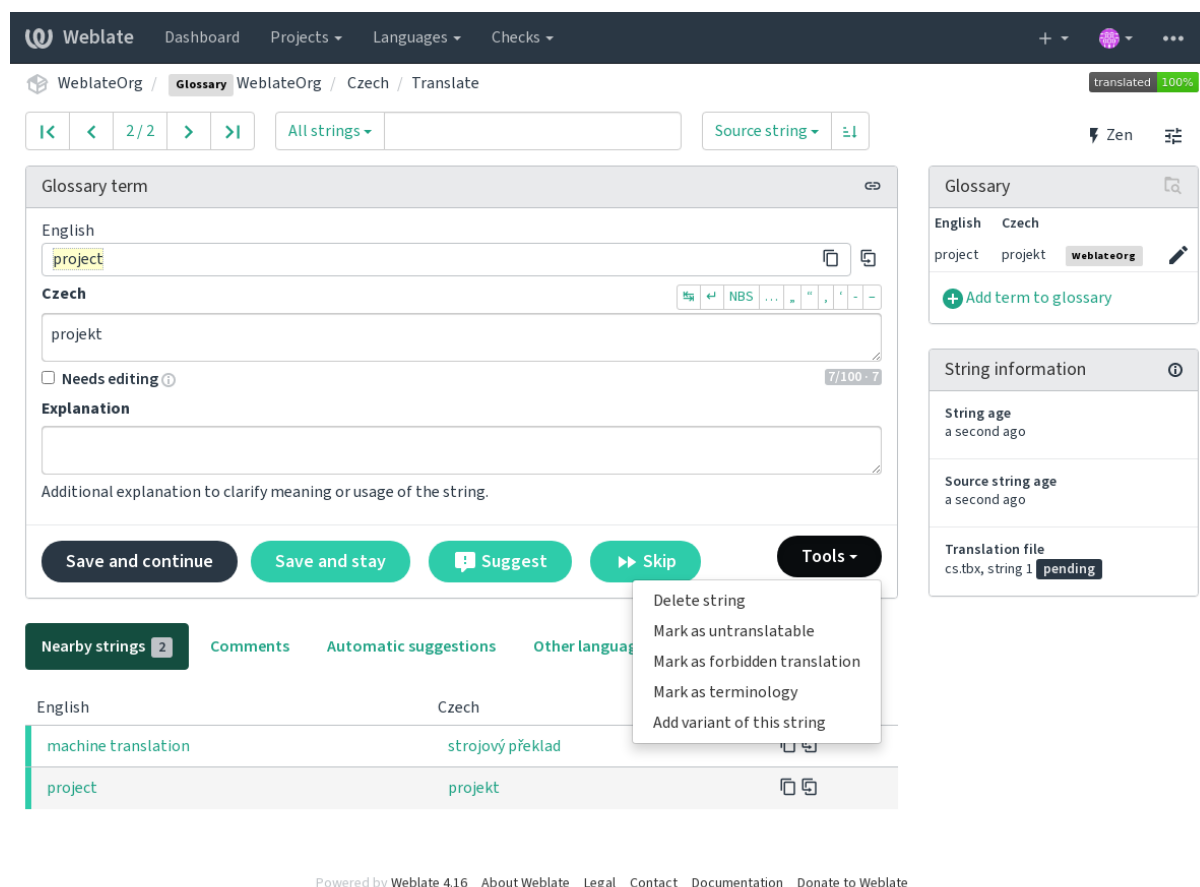 Weblate Dashboard Projects Languages Checks
WeblateOrg / Glossary WeblateOrg / Czech / Translate translated 100%
2 / 2 All strings Source string Zen
Glossary term
English
project
Czech NBS … „ “ ‚ ‘ - –
projekt
Needs editing 7/100 · 7
Explanation
Additional explanation to clarify meaning or usage of the string.
Save and continue Save and stay Suggest Skip Tools
Delete string
Mark as untranslatable
Mark as forbidden translation
Mark as terminology
Add variant of this string
Nearby strings 2 Comments Automatic suggestions Other
English Czech
machine translation strojový překlad
project projekt
Glossary
English Czech
project projekt WeblateOrg
Add term to glossary
String information
String age
a second ago
Source string age
a second ago
Translation file
cs.tbx, string 1 pending
Powered by Weblate 4.16 About Weblate Legal Contact Documentation Donate to Weblate